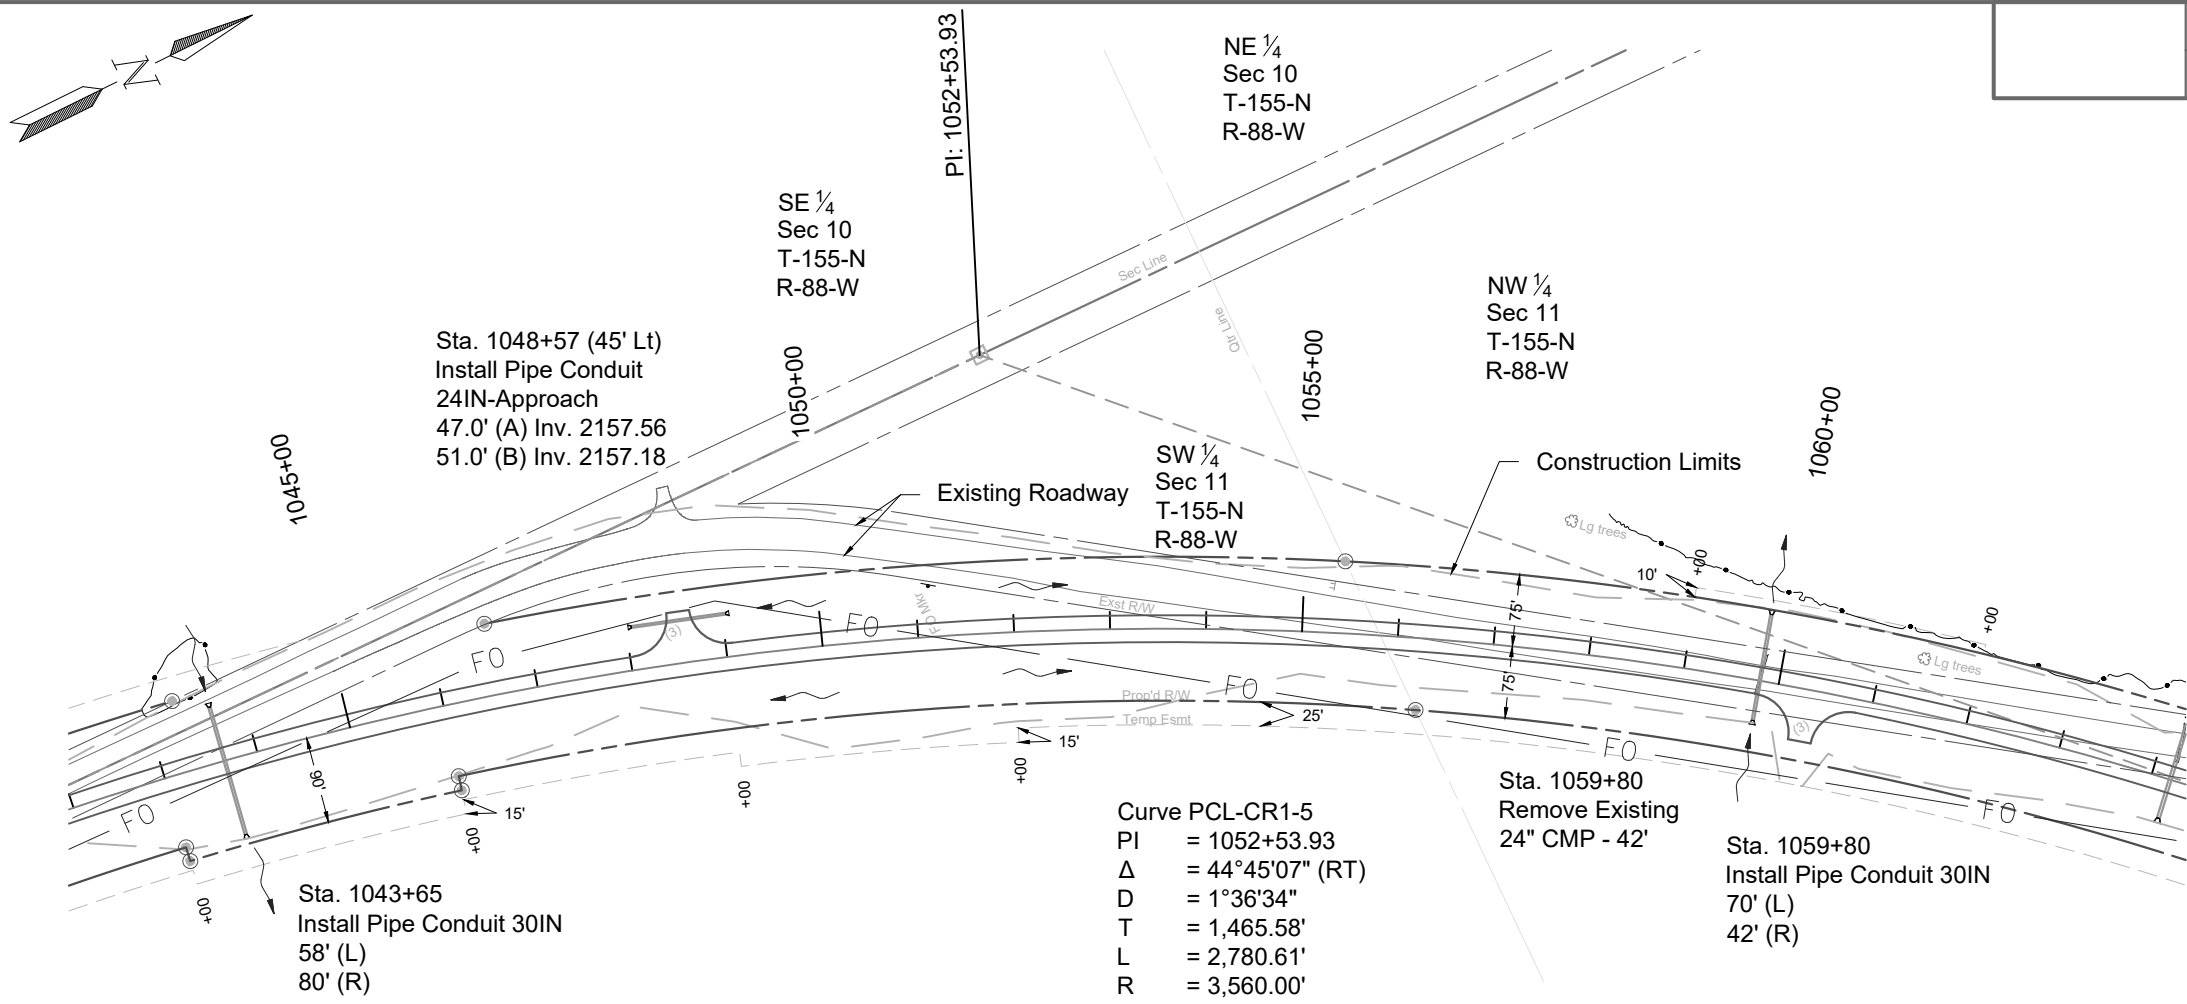 N
PI: 1052+53.93
NE ¼
Sec 10
T-155-N
R-88-W
SE ¼
Sec 10
T-155-N
R-88-W
Sec Line
Qtr Line
NW ¼
Sec 11
T-155-N
R-88-W
Sta. 1048+57 (45' Lt)
Install Pipe Conduit
24IN-Approach
47.0' (A) Inv. 2157.56
51.0' (B) Inv. 2157.18
1045+00
1050+00
1055+00
1060+00
SW ¼
Sec 11
T-155-N
R-88-W
Existing Roadway
Construction Limits
Lg trees
+00
10'
75'
75'
+00
Lg trees
Exst R/W
FO Mkr
(3)
FO
FO
FO
FO
FO
FO
F
(3)
Prop'd R/W
Temp Esmt
25'
15'
90'
15'
+00
+00
+00
+00
Sta. 1043+65
Install Pipe Conduit 30IN
58' (L)
80' (R)
Curve PCL-CR1-5
PI = 1052+53.93
Δ = 44°45'07" (RT)
D = 1°36'34"
T = 1,465.58'
L = 2,780.61'
R = 3,560.00'
Sta. 1059+80
Remove Existing
24" CMP - 42'
Sta. 1059+80
Install Pipe Conduit 30IN
70' (L)
42' (R)